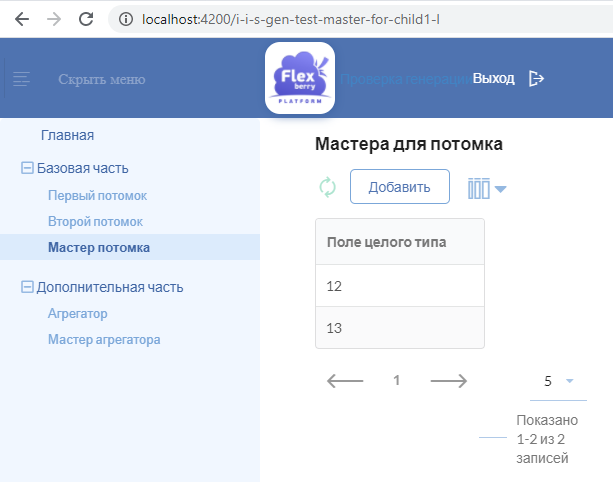 localhost:4200/i-i-s-gen-test-master-for-child1-l
Скрыть меню
Flex
berry
PLATFORM
Проверка генерации
Выход
Главная
Базовая часть
Первый потомок
Второй потомок
Мастер потомка
Дополнительная часть
Агрегатор
Мастер агрегатора
Мастера для потомка
Добавить
Поле целого типа
12
13
1
5
Показано
1-2 из 2
записей